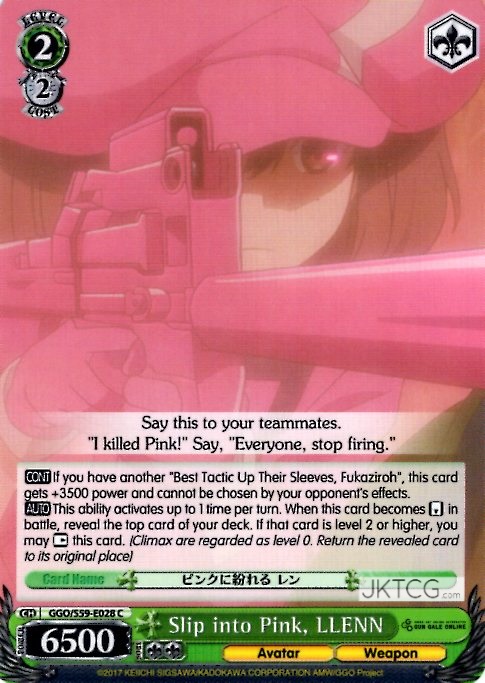 LEVEL
2
2
COST
Say this to your teammates.
"I killed Pink!" Say, "Everyone, stop firing."
CONT If you have another "Best Tactic Up Their Sleeves, Fukaziroh", this card
gets +3500 power and cannot be chosen by your opponent's effects.
AUTO This ability activates up to 1 time per turn. When this card becomes in
battle, reveal the top card of your deck. If that card is level 2 or higher, you
may this card. (Climax are regarded as level 0. Return the revealed card
to its original place)
Card Name ピンクに紛れる レン
JKTCG.com
GH GGO/S59-E028 C
Slip into Pink, LLENN
GUN GALE ONLINE
POWER 6500 SOUL
Avatar Weapon
©2017 KEIICHI SIGSAWA/KADOKAWA CORPORATION AMW/GGO Project